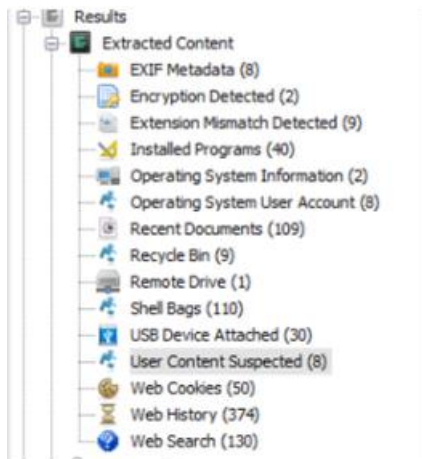 Results
Extracted Content
EXIF Metadata (8)
Encryption Detected (2)
Extension Mismatch Detected (9)
Installed Programs (40)
Operating System Information (2)
Operating System User Account (8)
Recent Documents (109)
Recycle Bin (9)
Remote Drive (1)
Shell Bags (110)
USB Device Attached (30)
User Content Suspected (8)
Web Cookies (50)
Web History (374)
Web Search (130)